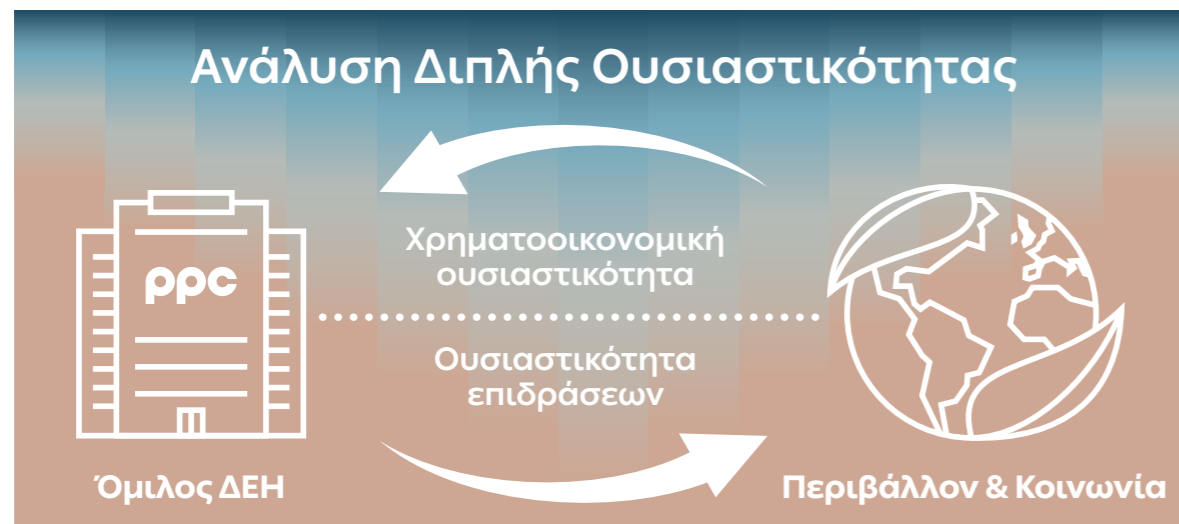 Ανάλυση Διπλής Ουσιαστικότητας
Χρηματοοικονομική
ουσιαστικότητα
ppc
Ουσιαστικότητα
επιδράσεων
Όμιλος ΔΕΗ
Περιβάλλον & Κοινωνία